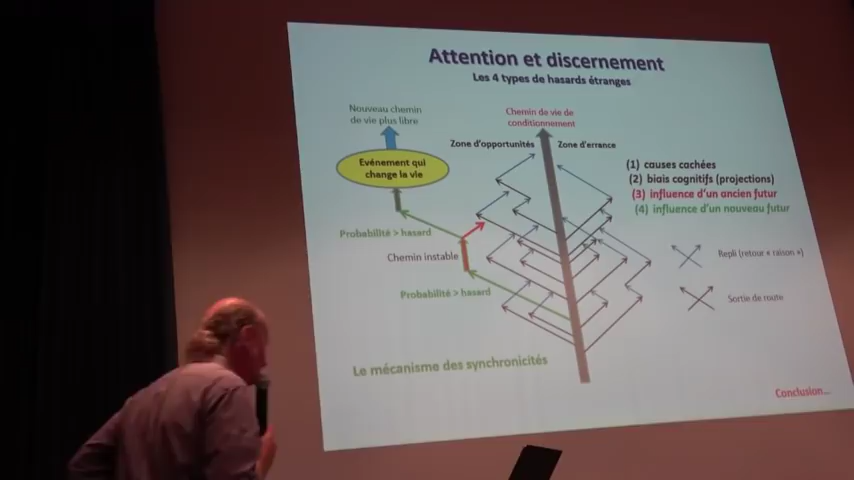 Attention et discernement
Les 4 types de hasards étranges
Nouveau chemin
de vie plus libre
Evénement qui
change la vie
Chemin de vie de
conditionnement
Zone d'opportunités
Zone d'errance
(1) causes cachées
(2) biais cognitifs (projections)
(3) influence d'un ancien futur
(4) influence d'un nouveau futur
Probabilité > hasard
Chemin instable
Probabilité > hasard
Repli (retour « raison »)
Sortie de route
Le mécanisme des synchronicités
Conclusion...